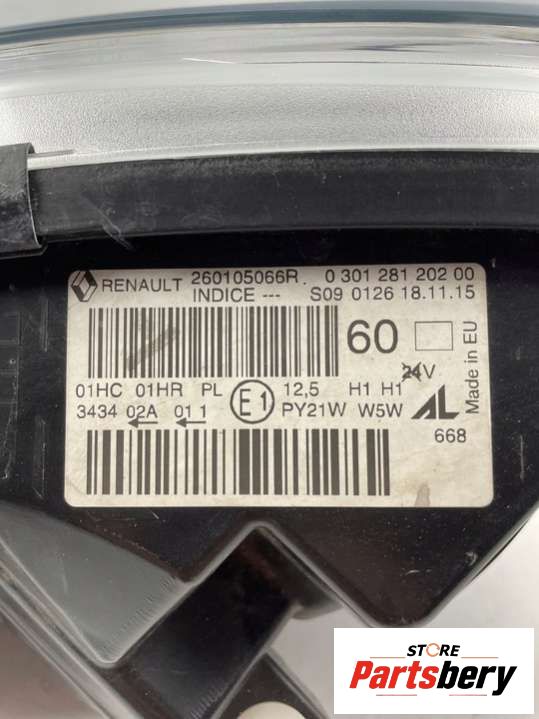 RENAULT 260105066R. 0 301 281 202 00
INDICE --- S09 0126 18.11.15
60
Made in EU
01HC 01HR PL 12,5 H1 H1 24V
3434 02A 01 1 E1 PY21W W5W AL
668
STORE
Partsbery